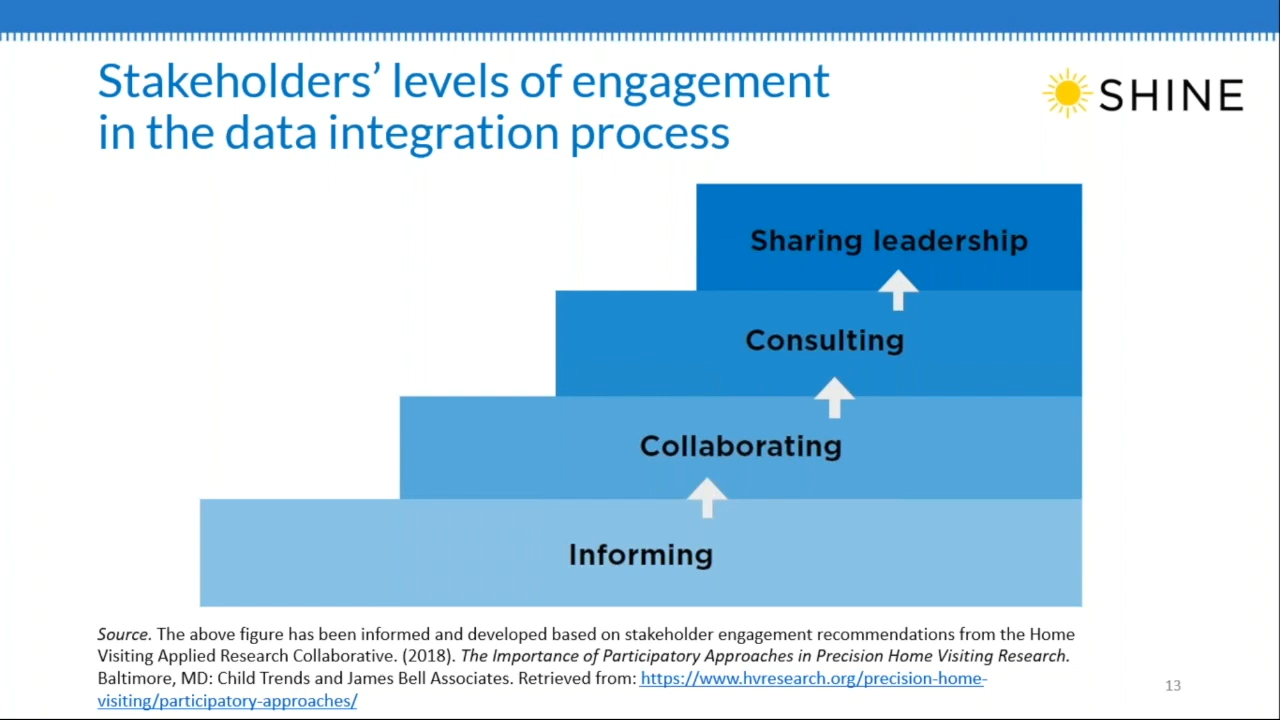 Stakeholders’ levels of engagement
in the data integration process
SHINE
Sharing leadership
Consulting
Collaborating
Informing
Source. The above figure has been informed and developed based on stakeholder engagement recommendations from the Home
Visiting Applied Research Collaborative. (2018). The Importance of Participatory Approaches in Precision Home Visiting Research.
Baltimore, MD: Child Trends and James Bell Associates. Retrieved from: https://www.hvresearch.org/precision-home-
visiting/participatory-approaches/
13